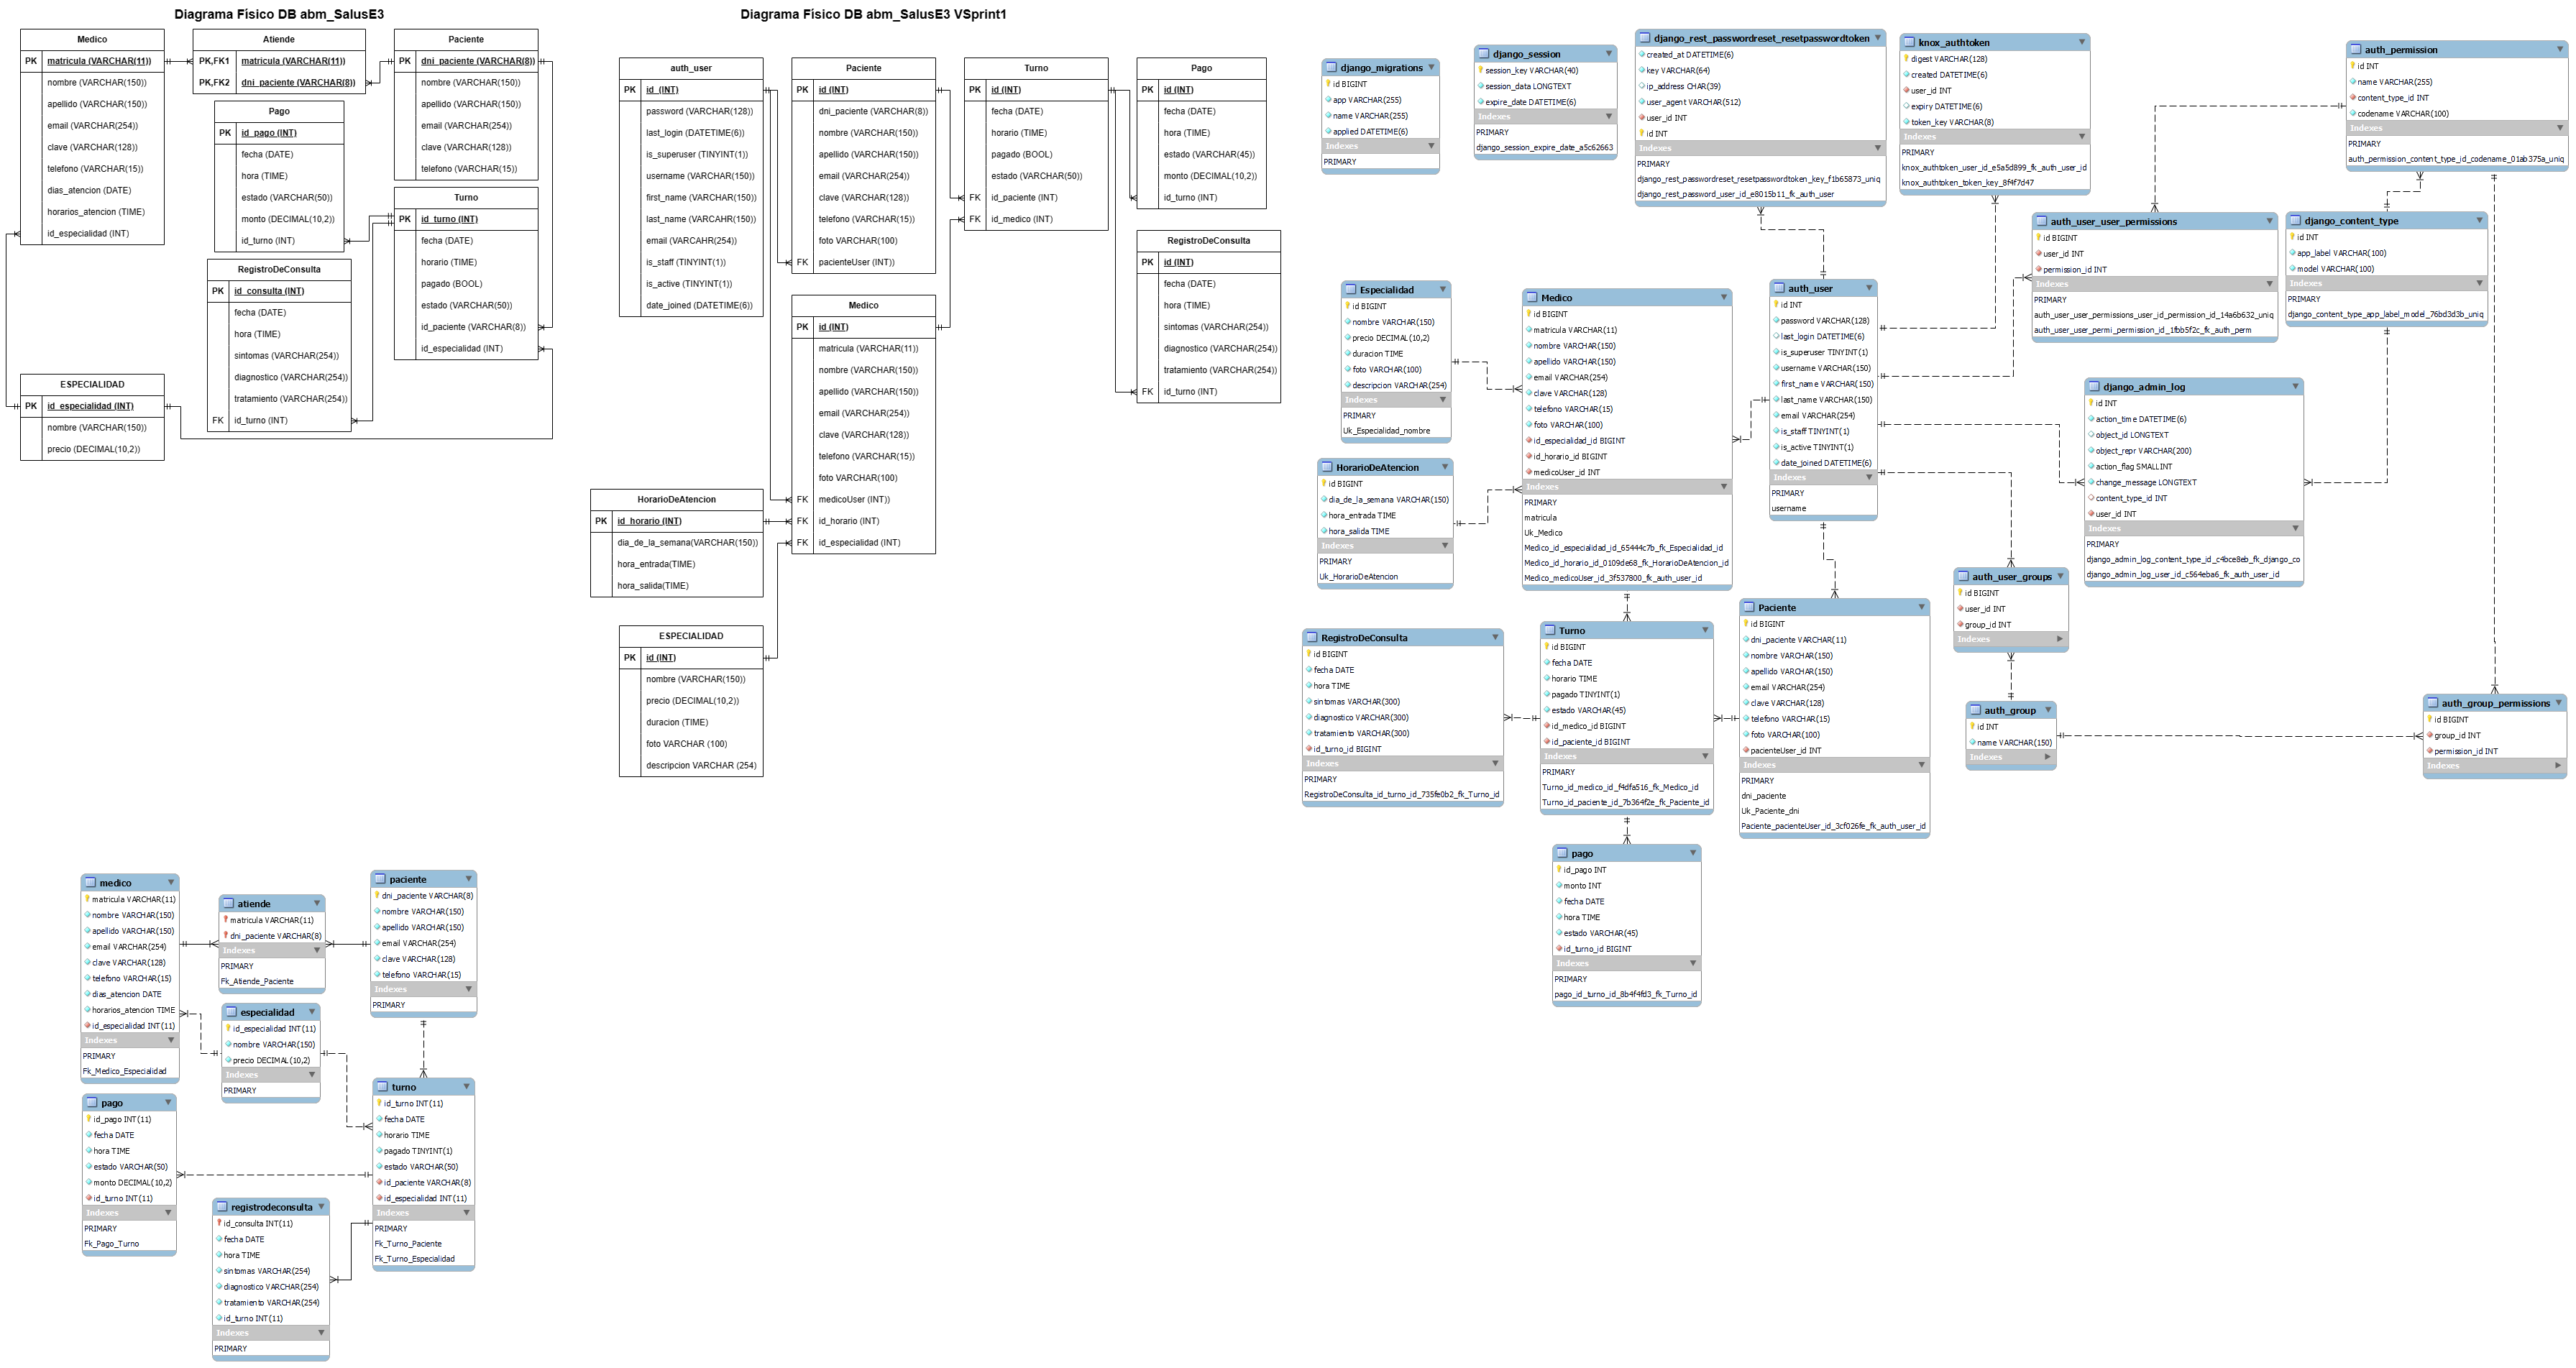 Diagrama Físico DB abm_SalusE3
Medico
PK matricula (VARCHAR(11))
nombre (VARCHAR(150))
apellido (VARCHAR(150))
email (VARCHAR(254))
clave (VARCHAR(128))
telefono (VARCHAR(15))
dias_atencion (DATE)
horarios_atencion (TIME)
id_especialidad (INT)
Atiende
PK,FK1 matricula (VARCHAR(11))
PK,FK2 dni_paciente (VARCHAR(8))
Paciente
PK dni_paciente (VARCHAR(8))
nombre (VARCHAR(150))
apellido (VARCHAR(150))
email (VARCHAR(254))
clave (VARCHAR(128))
telefono (VARCHAR(15))
Pago
PK id_pago (INT)
fecha (DATE)
hora (TIME)
estado (VARCHAR(50))
monto (DECIMAL(10,2))
id_turno (INT)
Turno
PK id_turno (INT)
fecha (DATE)
horario (TIME)
pagado (BOOL)
estado (VARCHAR(50))
id_paciente (VARCHAR(8))
id_especialidad (INT)
RegistroDeConsulta
PK id_consulta (INT)
fecha (DATE)
hora (TIME)
sintomas (VARCHAR(254))
diagnostico (VARCHAR(254))
tratamiento (VARCHAR(254))
FK id_turno (INT)
ESPECIALIDAD
PK id_especialidad (INT)
nombre (VARCHAR(150))
precio (DECIMAL(10,2))
Diagrama Físico DB abm_SalusE3 VSprint1
auth_user
PK id_(INT)
password (VARCHAR(128))
last_login (DATETIME(6))
is_superuser (TINYINT(1))
username (VARCHAR(150))
first_name (VARCHAR(150))
last_name (VARCAHR(150))
email (VARCAHR(254))
is_staff (TINYINT(1))
is_active (TINYINT(1))
date_joined (DATETIME(6))
Paciente
PK id (INT)
dni_paciente (VARCHAR(8))
nombre (VARCHAR(150))
apellido (VARCHAR(150))
email (VARCHAR(254))
clave (VARCHAR(128))
telefono (VARCHAR(15))
foto VARCHAR(100)
FK pacienteUser (INT))
Turno
PK id (INT)
fecha (DATE)
horario (TIME)
pagado (BOOL)
estado (VARCHAR(50))
FK id_paciente (INT)
FK id_medico (INT)
Pago
PK id (INT)
fecha (DATE)
hora (TIME)
estado (VARCHAR(45))
monto (DECIMAL(10,2))
FK id_turno (INT)
RegistroDeConsulta
PK id (INT)
fecha (DATE)
hora (TIME)
sintomas (VARCHAR(254))
diagnostico (VARCHAR(254))
tratamiento (VARCHAR(254))
FK id_turno (INT)
Medico
PK id (INT)
matricula (VARCHAR(11))
nombre (VARCHAR(150))
apellido (VARCHAR(150))
email (VARCHAR(254))
clave (VARCHAR(128))
telefono (VARCHAR(15))
foto VARCHAR(100)
FK medicoUser (INT))
FK id_horario (INT)
FK id_especialidad (INT)
HorarioDeAtencion
PK id_horario (INT)
dia_de_la_semana(VARCHAR(150))
hora_entrada(TIME)
hora_salida(TIME)
ESPECIALIDAD
PK id (INT)
nombre (VARCHAR(150))
precio (DECIMAL(10,2))
duracion (TIME)
foto VARCHAR (100)
descripcion VARCHAR (254)
django_migrations
id BIGINT
app VARCHAR(255)
name VARCHAR(255)
applied DATETIME(6)
Indexes
PRIMARY
django_session
session_key VARCHAR(40)
session_data LONGTEXT
expire_date DATETIME(6)
Indexes
PRIMARY
django_session_expire_date_a5c62663
django_rest_passwordreset_resetpasswordtoken
created_at DATETIME(6)
key VARCHAR(64)
ip_address CHAR(39)
user_agent VARCHAR(512)
user_id INT
id INT
Indexes
PRIMARY
django_rest_passwordreset_resetpasswordtoken_key_f1b65873_uniq
django_rest_password_user_id_e8015b11_fk_auth_user
knox_authtoken
digest VARCHAR(128)
created DATETIME(6)
user_id INT
expiry DATETIME(6)
token_key VARCHAR(8)
Indexes
PRIMARY
knox_authtoken_user_id_e5a5d899_fk_auth_user_id
knox_authtoken_token_key_8f4f7d47
auth_permission
id INT
name VARCHAR(255)
content_type_id INT
codename VARCHAR(100)
Indexes
PRIMARY
auth_permission_content_type_id_codename_01ab375a_uniq
auth_user_user_permissions
id BIGINT
user_id INT
permission_id INT
Indexes
PRIMARY
auth_user_user_permissions_user_id_permission_id_14a6b632_uniq
auth_user_user_permi_permission_id_1fbb5f2c_fk_auth_perm
django_content_type
id INT
app_label VARCHAR(100)
model VARCHAR(100)
Indexes
PRIMARY
django_content_type_app_label_model_76bd3d3b_uniq
Especialidad
id BIGINT
nombre VARCHAR(150)
precio DECIMAL(10,2)
duracion TIME
foto VARCHAR(100)
descripcion VARCHAR(254)
Indexes
PRIMARY
Uk_Especialidad_nombre
Medico
id BIGINT
matricula VARCHAR(11)
nombre VARCHAR(150)
apellido VARCHAR(150)
email VARCHAR(254)
clave VARCHAR(128)
telefono VARCHAR(15)
foto VARCHAR(100)
id_especialidad_id BIGINT
id_horario_id BIGINT
medicoUser_id INT
Indexes
PRIMARY
matricula
Uk_Medico
Medico_id_especialidad_id_65444c7b_fk_Especialidad_id
Medico_id_horario_id_0109de68_fk_HorarioDeAtencion_id
Medico_medicoUser_id_3f537800_fk_auth_user_id
auth_user
id INT
password VARCHAR(128)
last_login DATETIME(6)
is_superuser TINYINT(1)
username VARCHAR(150)
first_name VARCHAR(150)
last_name VARCHAR(150)
email VARCHAR(254)
is_staff TINYINT(1)
is_active TINYINT(1)
date_joined DATETIME(6)
Indexes
PRIMARY
username
django_admin_log
id INT
action_time DATETIME(6)
object_id LONGTEXT
object_repr VARCHAR(200)
action_flag SMALLINT
change_message LONGTEXT
content_type_id INT
user_id INT
Indexes
PRIMARY
django_admin_log_content_type_id_c4bce8eb_fk_django_co
django_admin_log_user_id_c564eba6_fk_auth_user_id
HorarioDeAtencion
id BIGINT
dia_de_la_semana VARCHAR(150)
hora_entrada TIME
hora_salida TIME
Indexes
PRIMARY
Uk_HorarioDeAtencion
auth_user_groups
id BIGINT
user_id INT
group_id INT
Indexes
RegistroDeConsulta
id BIGINT
fecha DATE
hora TIME
sintomas VARCHAR(300)
diagnostico VARCHAR(300)
tratamiento VARCHAR(300)
id_turno_id BIGINT
Indexes
PRIMARY
RegistroDeConsulta_id_turno_id_735fe0b2_fk_Turno_id
Turno
id BIGINT
fecha DATE
horario TIME
pagado TINYINT(1)
estado VARCHAR(45)
id_medico_id BIGINT
id_paciente_id BIGINT
Indexes
PRIMARY
Turno_id_medico_id_f4dfa516_fk_Medico_id
Turno_id_paciente_id_7b364f2e_fk_Paciente_id
Paciente
id BIGINT
dni_paciente VARCHAR(11)
nombre VARCHAR(150)
apellido VARCHAR(150)
email VARCHAR(254)
clave VARCHAR(128)
telefono VARCHAR(15)
foto VARCHAR(100)
pacienteUser_id INT
Indexes
PRIMARY
dni_paciente
Uk_Paciente_dni
Paciente_pacienteUser_id_3cf026fe_fk_auth_user_id
auth_group
id INT
name VARCHAR(150)
Indexes
auth_group_permissions
id BIGINT
group_id INT
permission_id INT
Indexes
pago
id_pago INT
monto INT
fecha DATE
hora TIME
estado VARCHAR(45)
id_turno_id BIGINT
Indexes
PRIMARY
pago_id_turno_id_8b4f4fd3_fk_Turno_id
medico
matricula VARCHAR(11)
nombre VARCHAR(150)
apellido VARCHAR(150)
email VARCHAR(254)
clave VARCHAR(128)
telefono VARCHAR(15)
dias_atencion DATE
horarios_atencion TIME
id_especialidad INT(11)
Indexes
PRIMARY
Fk_Medico_Especialidad
atiende
matricula VARCHAR(11)
dni_paciente VARCHAR(8)
Indexes
PRIMARY
Fk_Atiende_Paciente
paciente
dni_paciente VARCHAR(8)
nombre VARCHAR(150)
apellido VARCHAR(150)
email VARCHAR(254)
clave VARCHAR(128)
telefono VARCHAR(15)
Indexes
PRIMARY
especialidad
id_especialidad INT(11)
nombre VARCHAR(150)
precio DECIMAL(10,2)
Indexes
PRIMARY
pago
id_pago INT(11)
fecha DATE
hora TIME
estado VARCHAR(50)
monto DECIMAL(10,2)
id_turno INT(11)
Indexes
PRIMARY
Fk_Pago_Turno
turno
id_turno INT(11)
fecha DATE
horario TIME
pagado TINYINT(1)
estado VARCHAR(50)
id_paciente VARCHAR(8)
id_especialidad INT(11)
Indexes
PRIMARY
Fk_Turno_Paciente
Fk_Turno_Especialidad
registrodeconsulta
id_consulta INT(11)
fecha DATE
hora TIME
sintomas VARCHAR(254)
diagnostico VARCHAR(254)
tratamiento VARCHAR(254)
id_turno INT(11)
Indexes
PRIMARY